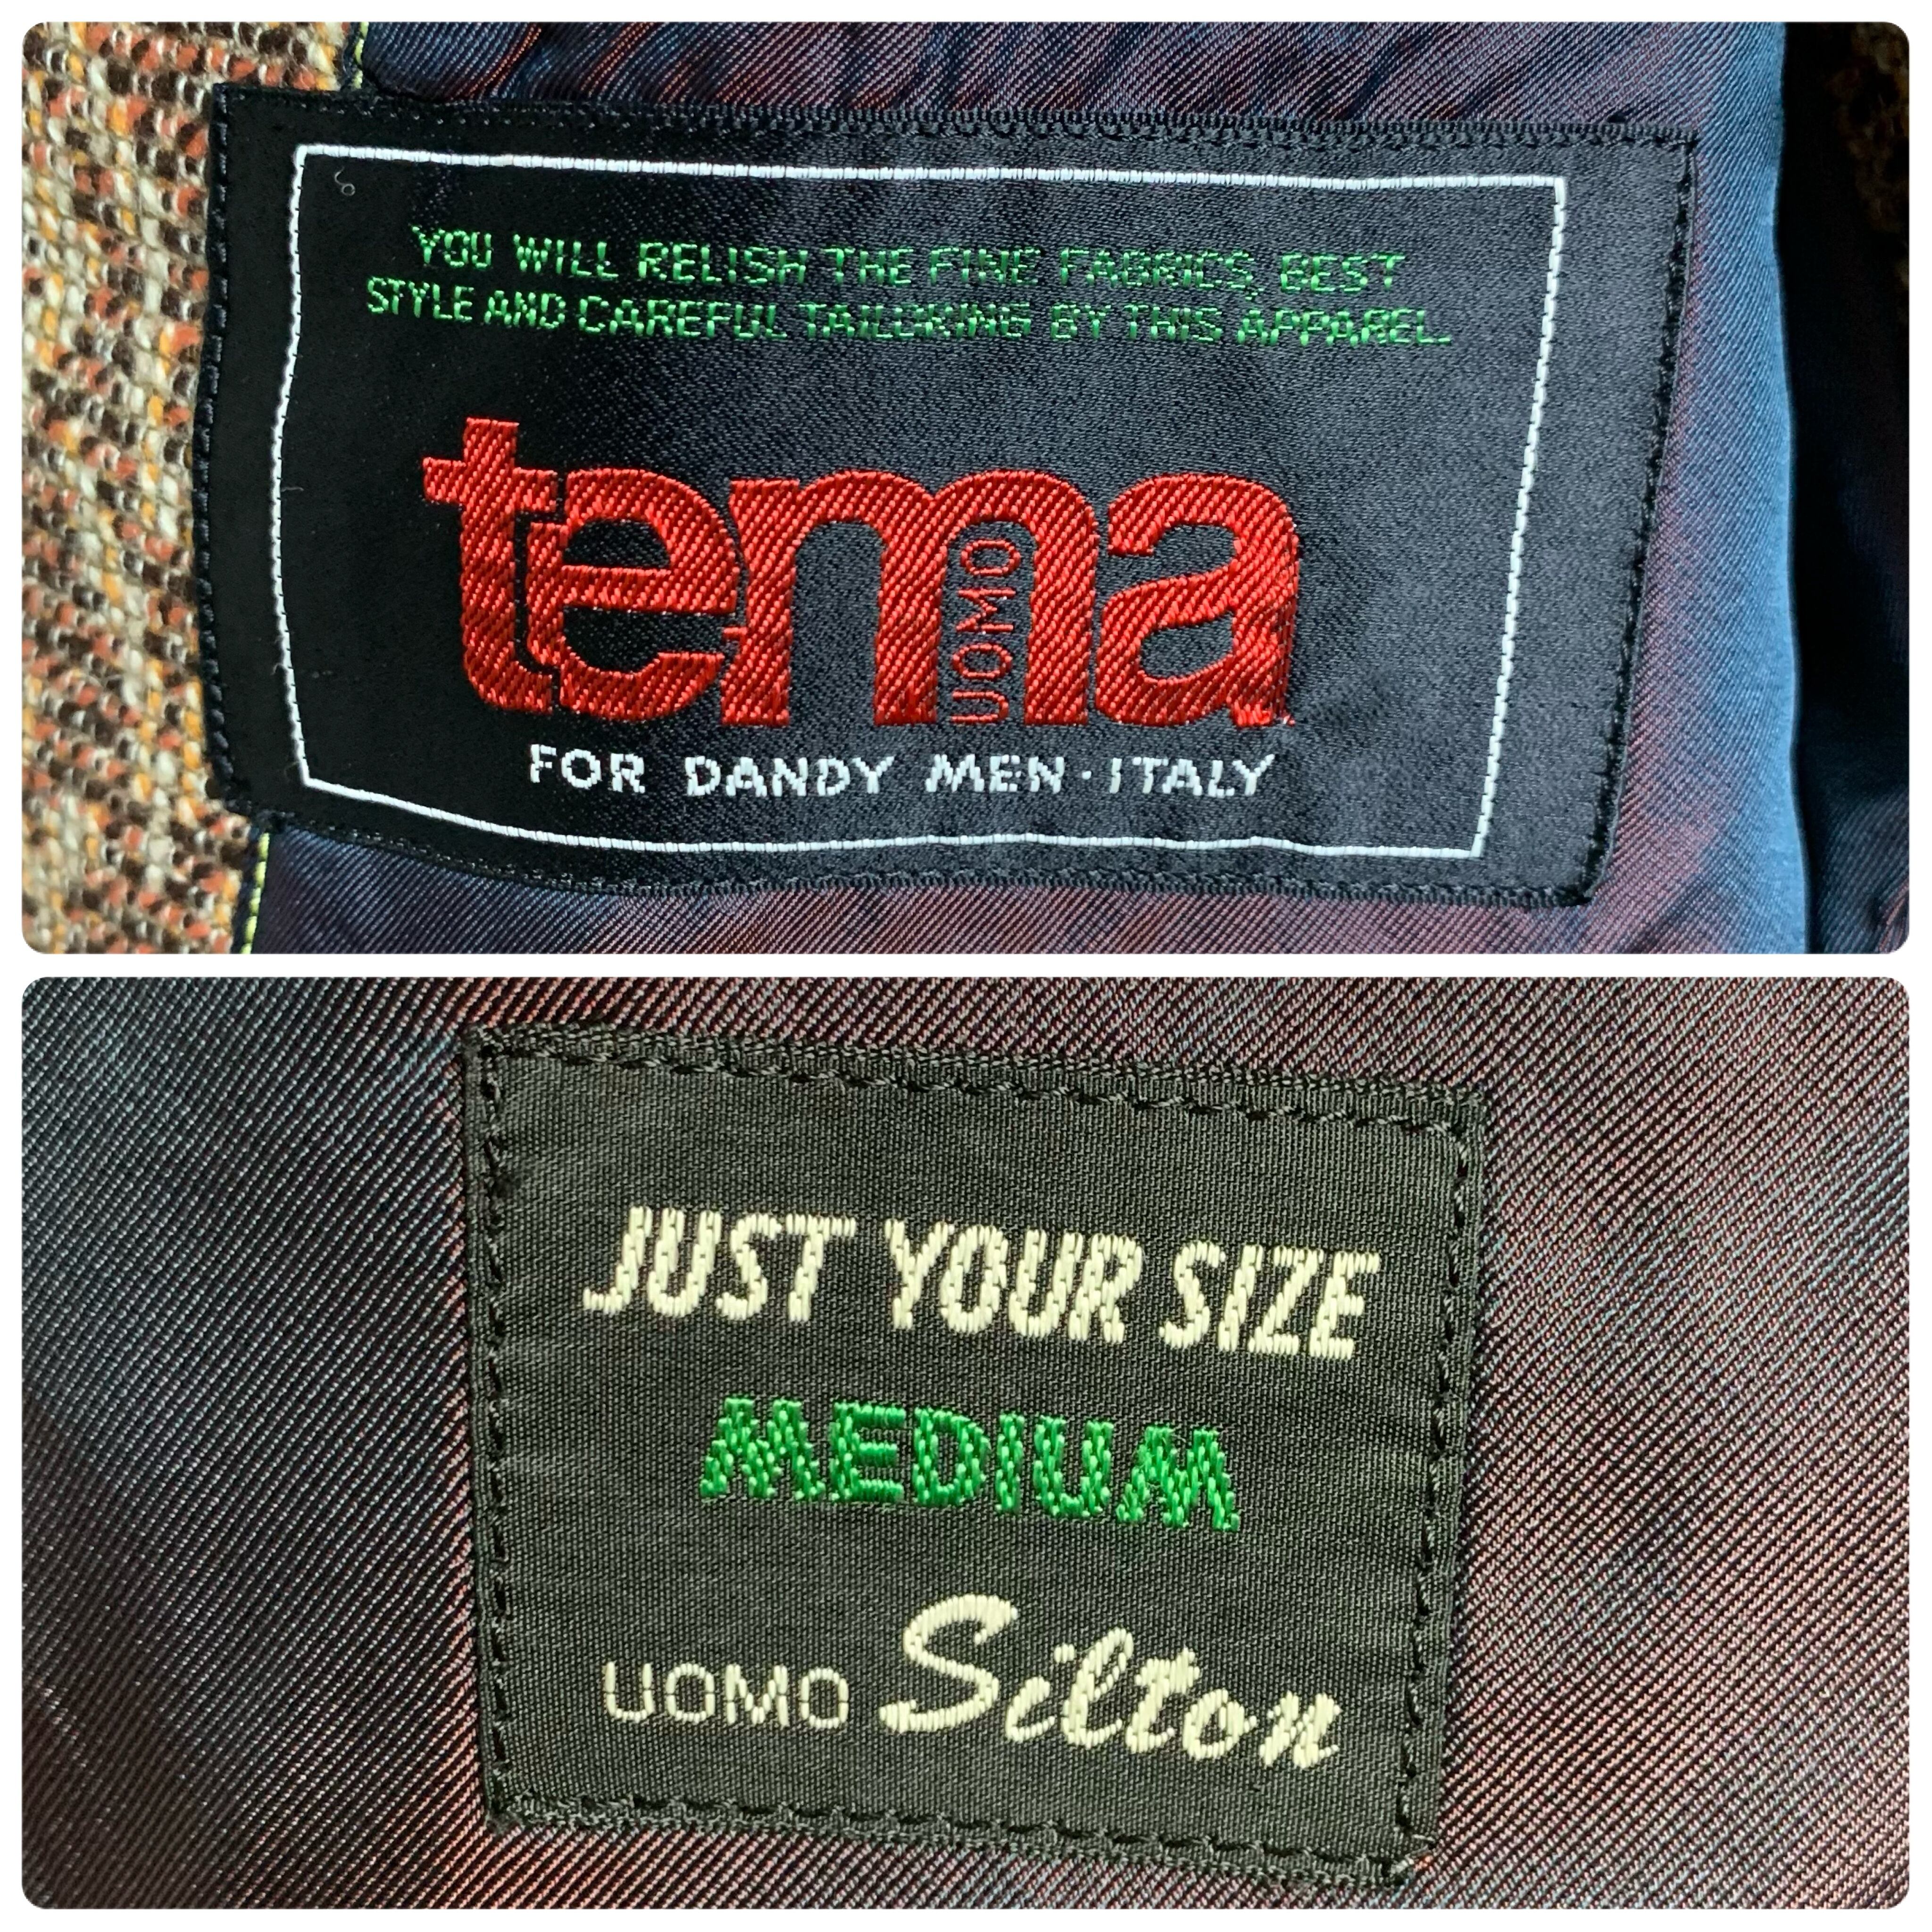 YOU WILL RELISH THE FINE FABRICS, BEST
STYLE AND CAREFUL TAILORING BY THIS APPAREL.
tema
UOMO
FOR DANDY MEN · ITALY
JUST YOUR SIZE
MEDIUM
UOMO Silton